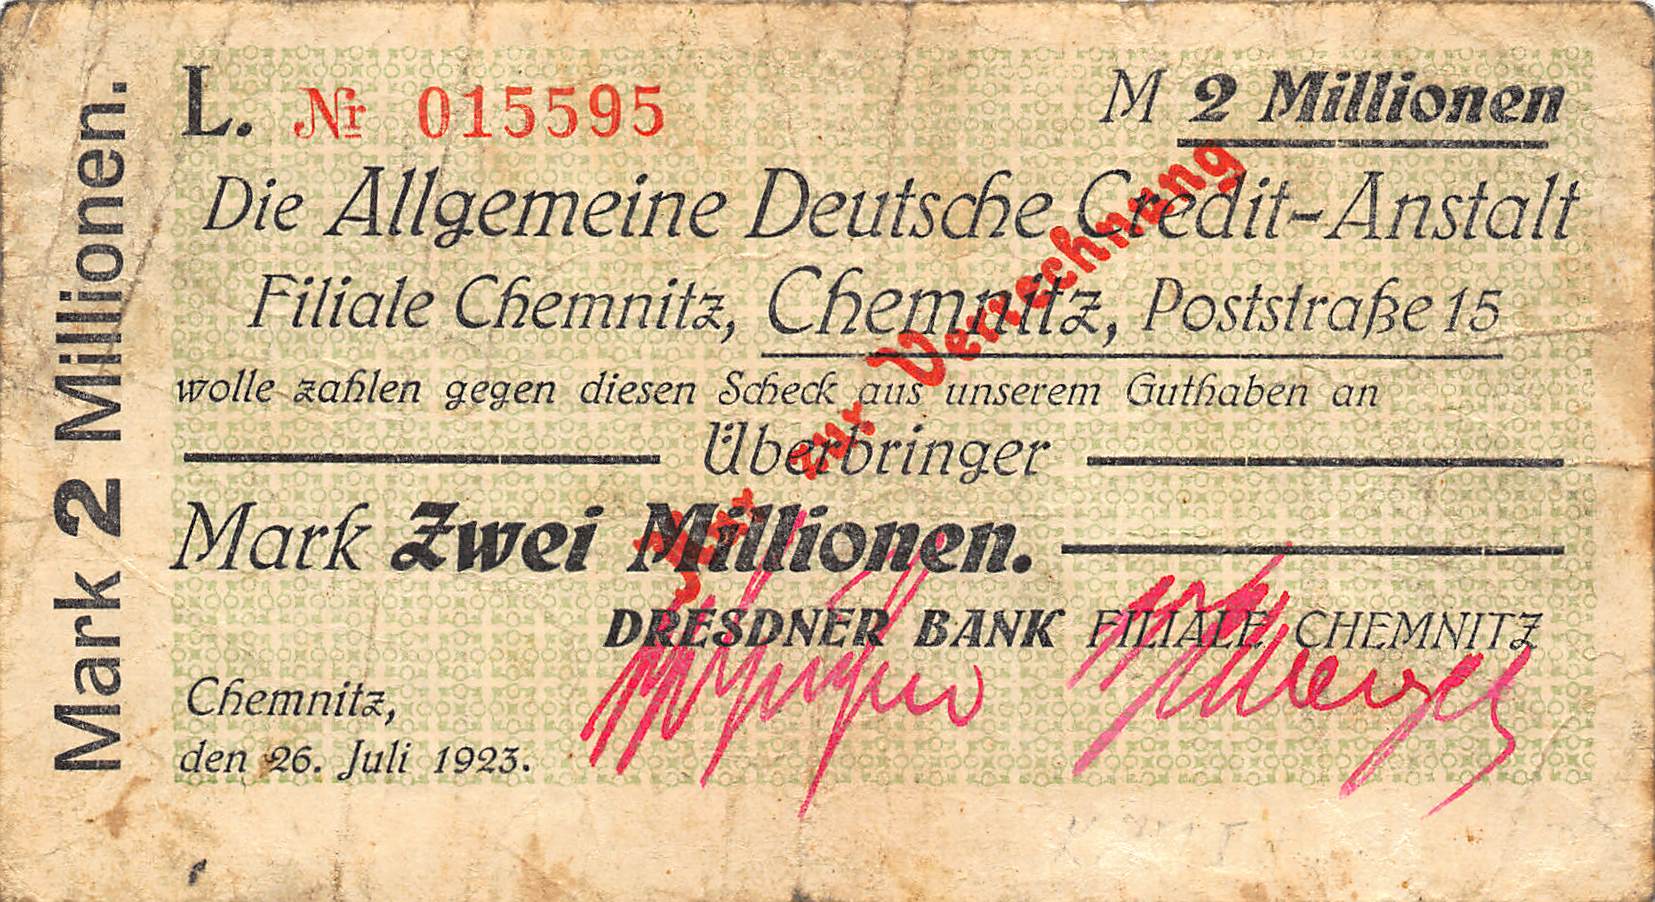 Mark 2 Millionen.
L. Nr 015595
M 2 Millionen
Die Allgemeine Deutsche Credit-Anstalt
Filiale Chemnitz, Chemnitz, Poststraße 15
wolle zahlen gegen diesen Scheck aus unserem Guthaben an
Überbringer
Mark Zwei Millionen.
Nur zur Verrechnung
DRESDNER BANK FILIALE CHEMNITZ
Chemnitz,
den 26. Juli 1923.